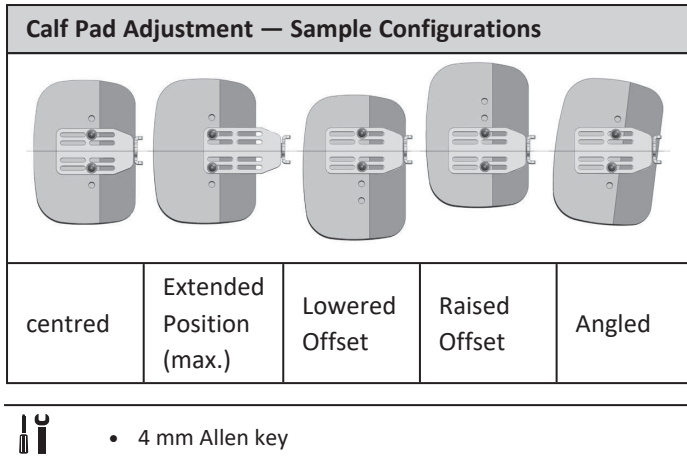 Calf Pad Adjustment — Sample Configurations
centred
Extended
Position
(max.)
Lowered
Offset
Raised
Offset
Angled
• 4 mm Allen key